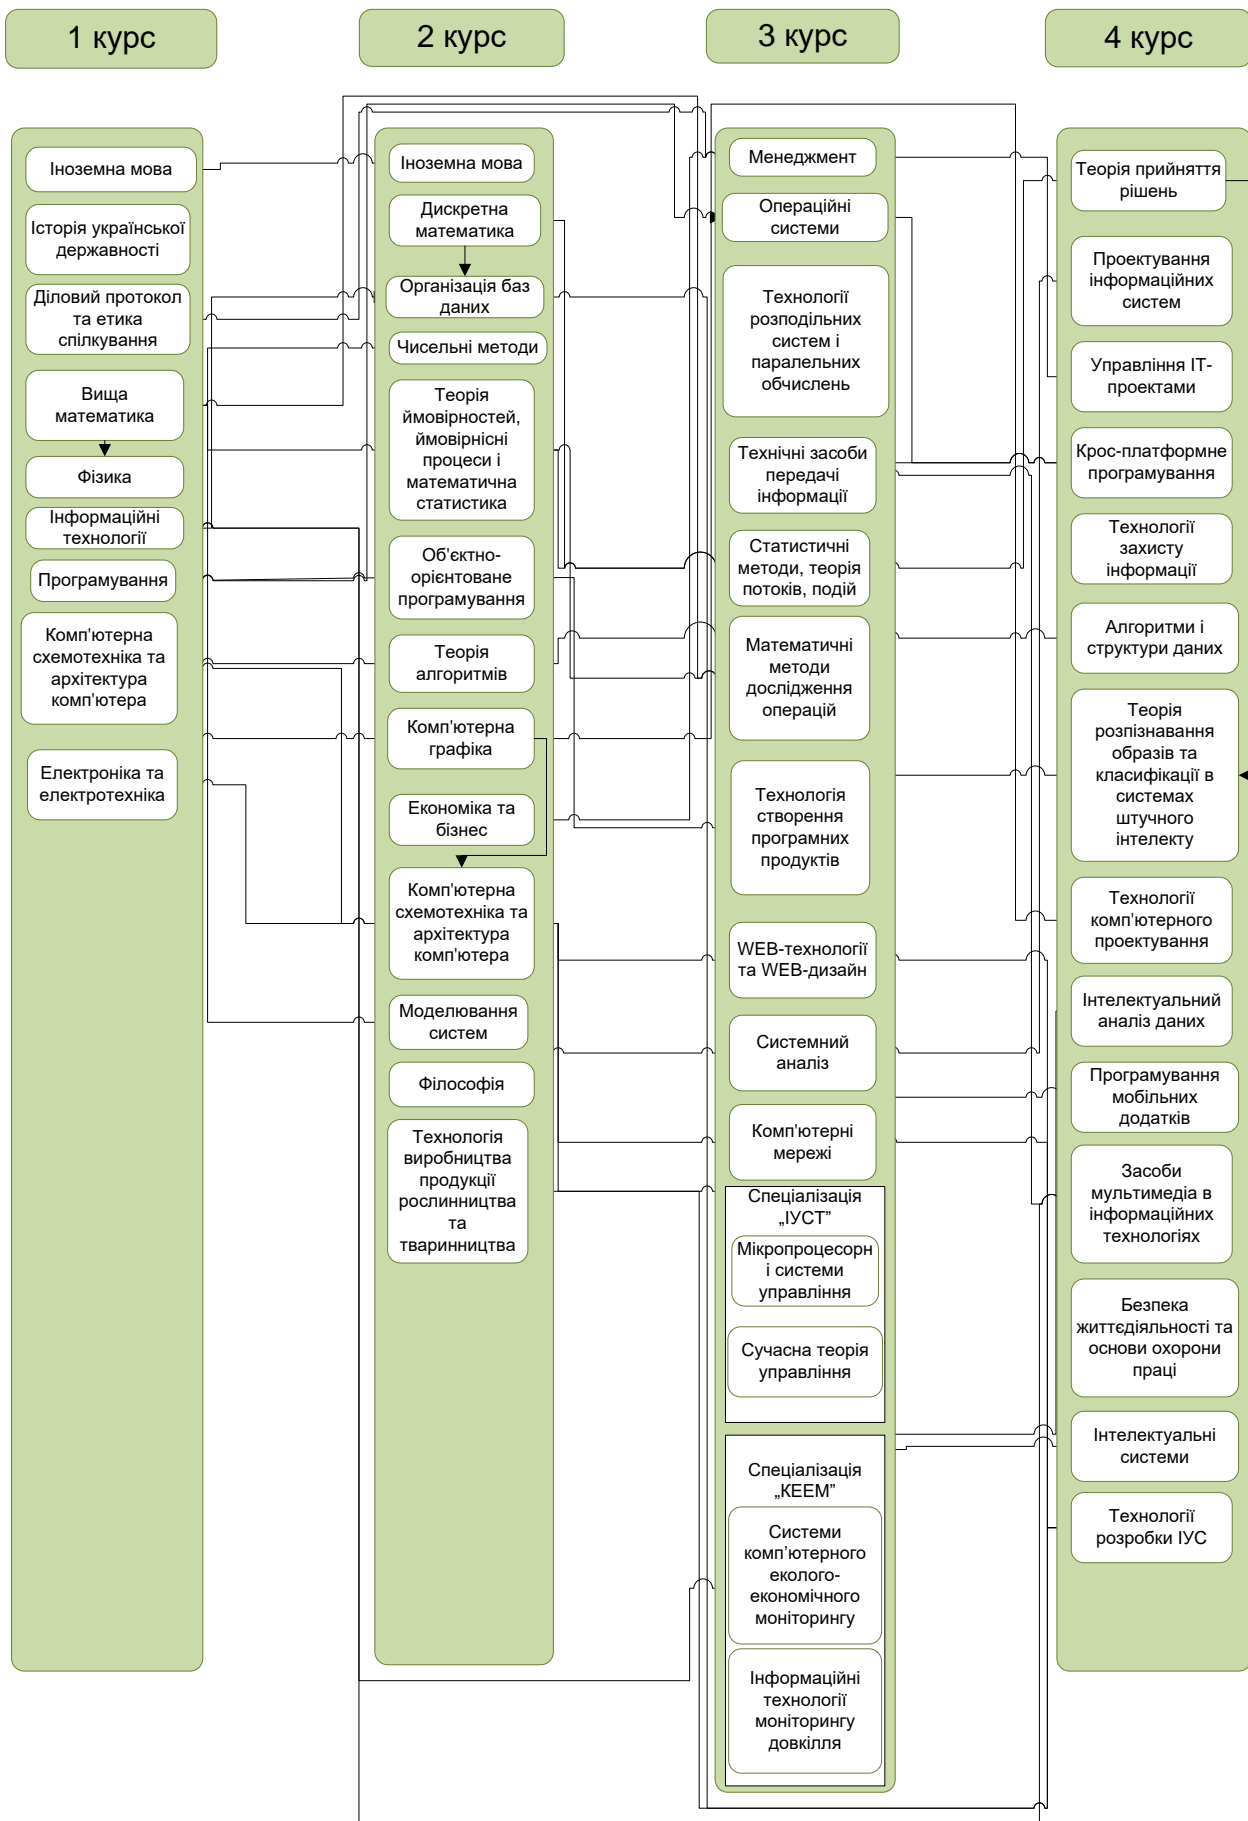 1 курс
Іноземна мова
Історія української
державності
Діловий протокол
та етика
спілкування
Вища
математика
Фізика
Інформаційні
технології
Програмування
Комп'ютерна
схемотехніка та
архітектура
комп'ютера
Електроніка та
електротехніка
2 курс
Іноземна мова
Дискретна
математика
Організація баз
даних
Чисельні методи
Теорія
ймовірностей,
ймовірнісні
процеси і
математична
статистика
Об'єктно-
орієнтоване
програмування
Теорія
алгоритмів
Комп'ютерна
графіка
Економіка та
бізнес
Комп'ютерна
схемотехніка та
архітектура
комп'ютера
Моделювання
систем
Філософія
Технологія
виробництва
продукції
рослинництва
та
тваринництва
3 курс
Менеджмент
Операційні
системи
Технології
розподільних
систем і
паралельних
обчислень
Технічні засоби
передачі
інформації
Статистичні
методи, теорія
потоків, подій
Математичні
методи
дослідження
операцій
Технологія
створення
програмних
продуктів
WEB-технології
та WEB-дизайн
Системний
аналіз
Комп'ютерні
мережі
Спеціалізація
„ІУСТ”
Мікропроцесорн
і системи
управління
Сучасна теорія
управління
Спеціалізація
„КЕЕМ”
Системи
комп’ютерного
еколого-
економічного
моніторингу
Інформаційні
технології
моніторингу
довкілля
4 курс
Теорія прийняття
рішень
Проектування
інформаційних
систем
Управління ІТ-
проектами
Крос-платформне
програмування
Технології
захисту
інформації
Алгоритми і
структури даних
Теорія
розпізнавання
образів та
класифікації в
системах
штучного
інтелекту
Технології
комп'ютерного
проектування
Інтелектуальний
аналіз даних
Програмування
мобільних
додатків
Засоби
мультимедіа в
інформаційних
технологіях
Безпека
життєдіяльності та
основи охорони
праці
Інтелектуальні
системи
Технології
розробки ІУС